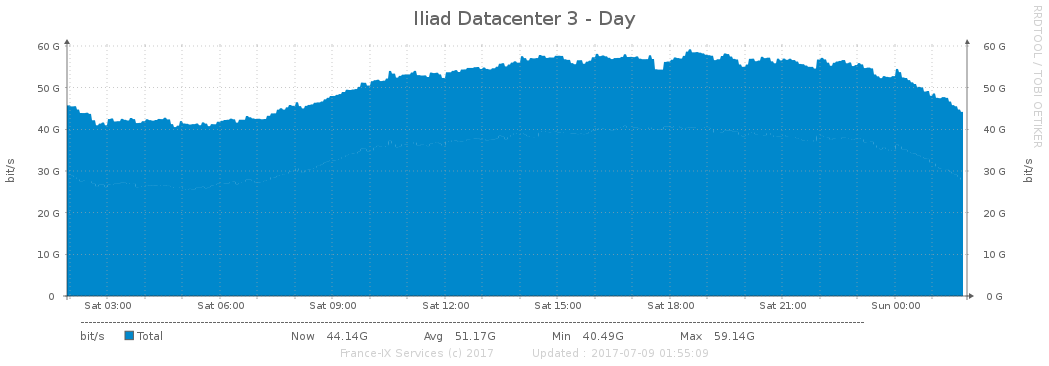 Iliad Datacenter 3 - Day
RRDTOOL / TOBI OETIKER
60 G 60 G
50 G 50 G
40 G 40 G
30 G 30 G
20 G 20 G
10 G 10 G
0 0 G
bit/s bit/s
Sat 03:00 Sat 06:00 Sat 09:00 Sat 12:00 Sat 15:00 Sat 18:00 Sat 21:00 Sun 00:00
bit/s Total Now 44.14G Avg 51.17G Min 40.49G Max 59.14G
France-IX Services (c) 2017 Updated : 2017-07-09 01:55:09